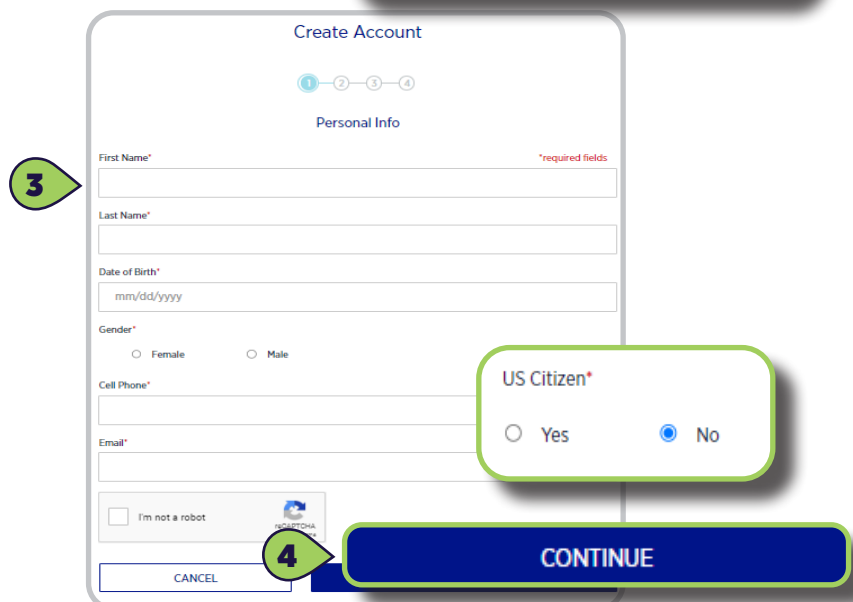 Create Account
1 2 3 4
Personal Info
First Name* *required fields
3
Last Name*
Date of Birth*
mm/dd/yyyy
Gender*
Female Male
Cell Phone*
US Citizen*
Yes No
Email*
I'm not a robot
reCAPTCHA
4
CONTINUE
CANCEL